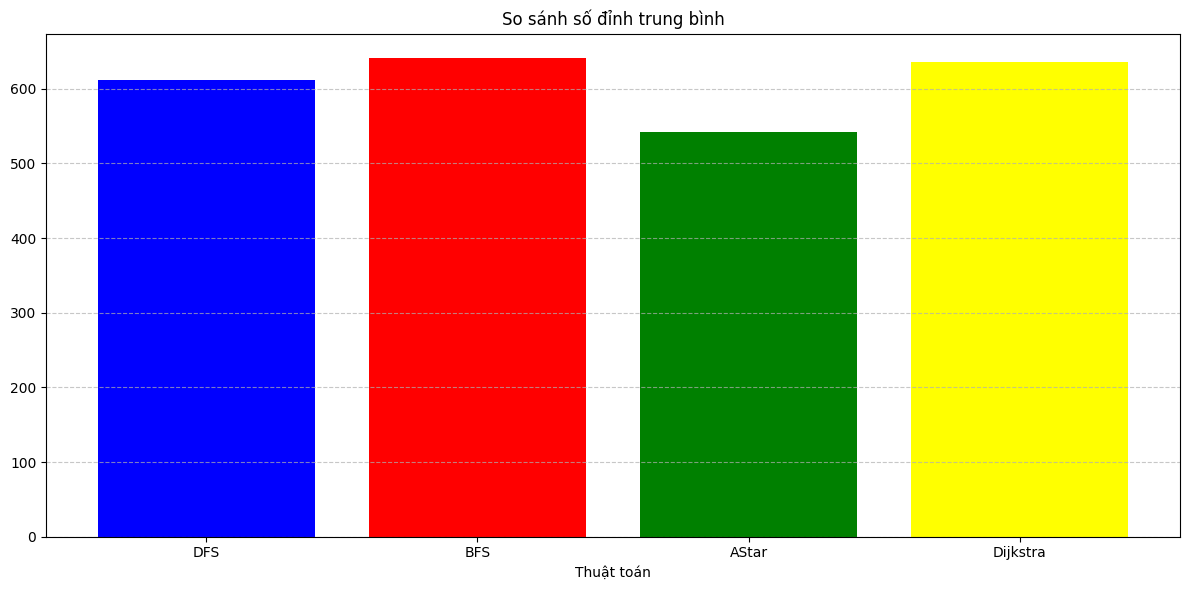 So sánh số đỉnh trung bình
600
500
400
300
200
100
0
DFS BFS AStar Dijkstra
Thuật toán